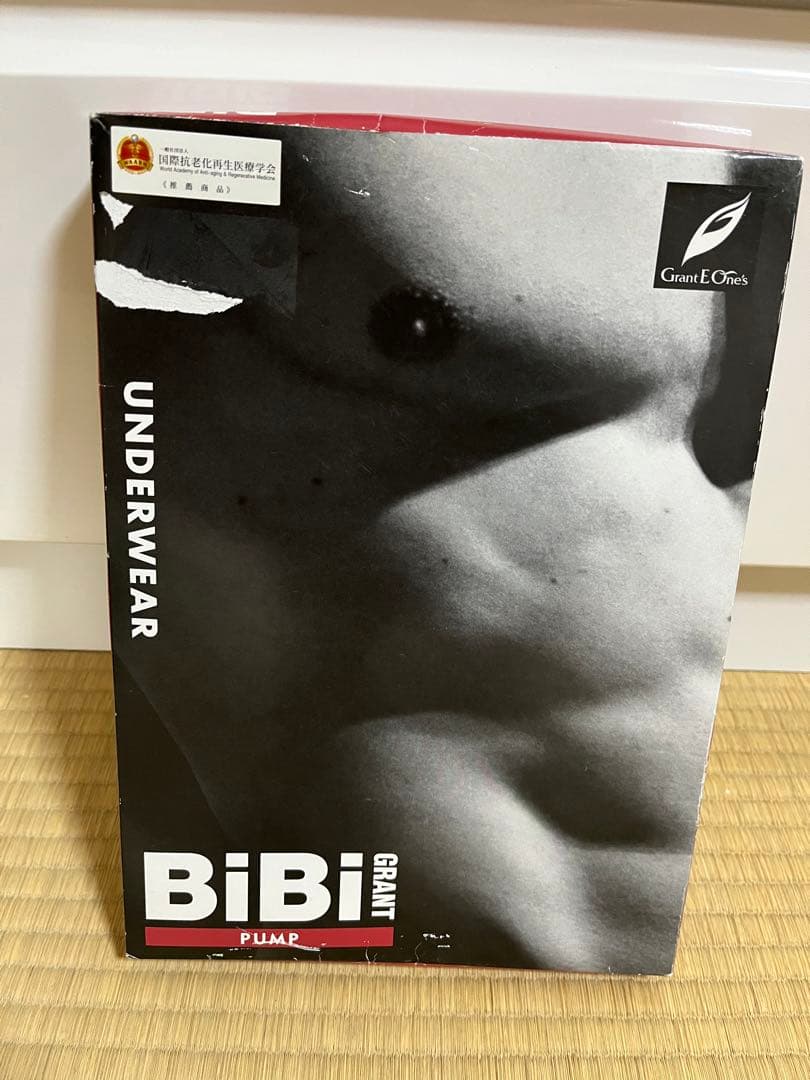 一般社団法人
国際抗老化再生医療学会
World Academy of Anti-aging & Regenerative Medicine
《推薦商品》
Grant E One's
UNDERWEAR
BiBi
GRANT
PUMP